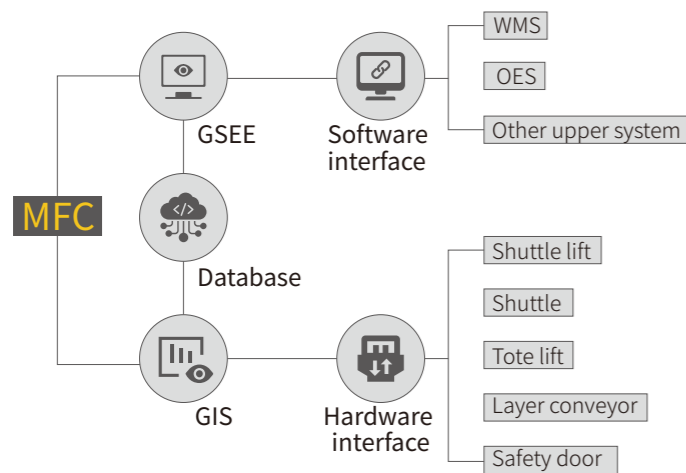 WMS
OES
Other upper system
GSEE
Software
interface
</>
MFC
Database
Shuttle lift
Shuttle
Tote lift
Layer conveyor
Safety door
GIS
Hardware
interface